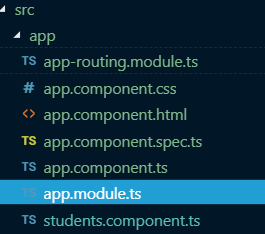 src
app
TS app-routing.module.ts
# app.component.css
<> app.component.html
TS app.component.spec.ts
TS app.component.ts
TS app.module.ts
TS students.component.ts